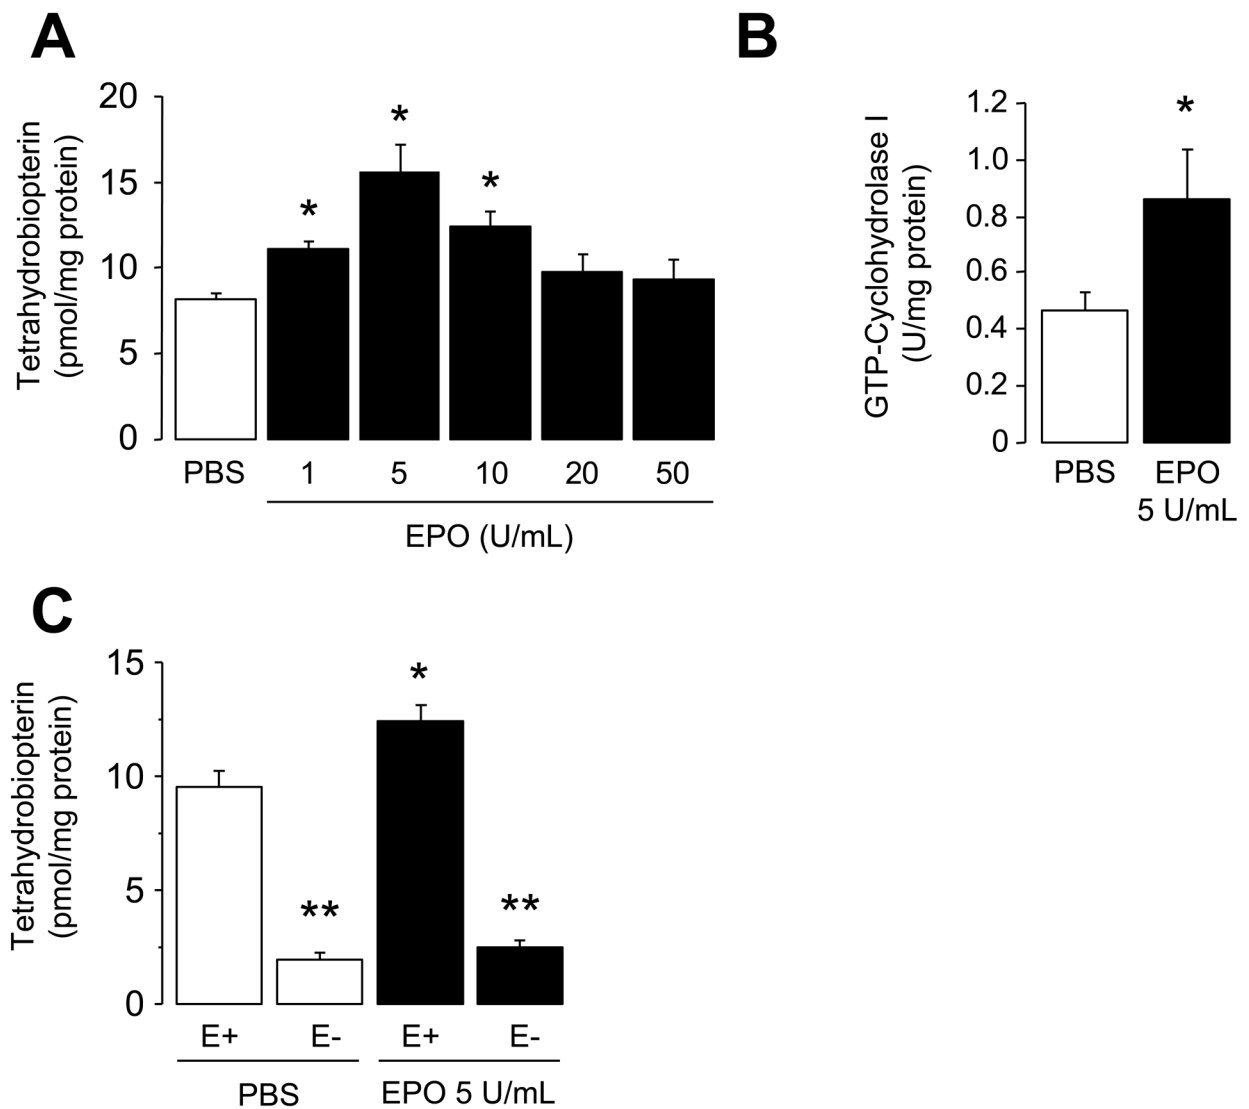 A
Tetrahydrobiopterin
(pmol/mg protein)
20
15
10
5
0
*
*
*
PBS
1
5
10
20
50
EPO (U/mL)
B
GTP-Cyclohydrolase I
(U/mg protein)
1.2
1.0
0.8
0.6
0.4
0.2
0
*
PBS
EPO
5 U/mL
C
Tetrahydrobiopterin
(pmol/mg protein)
15
10
5
0
**
*
**
E+
E-
E+
E-
PBS
EPO 5 U/mL